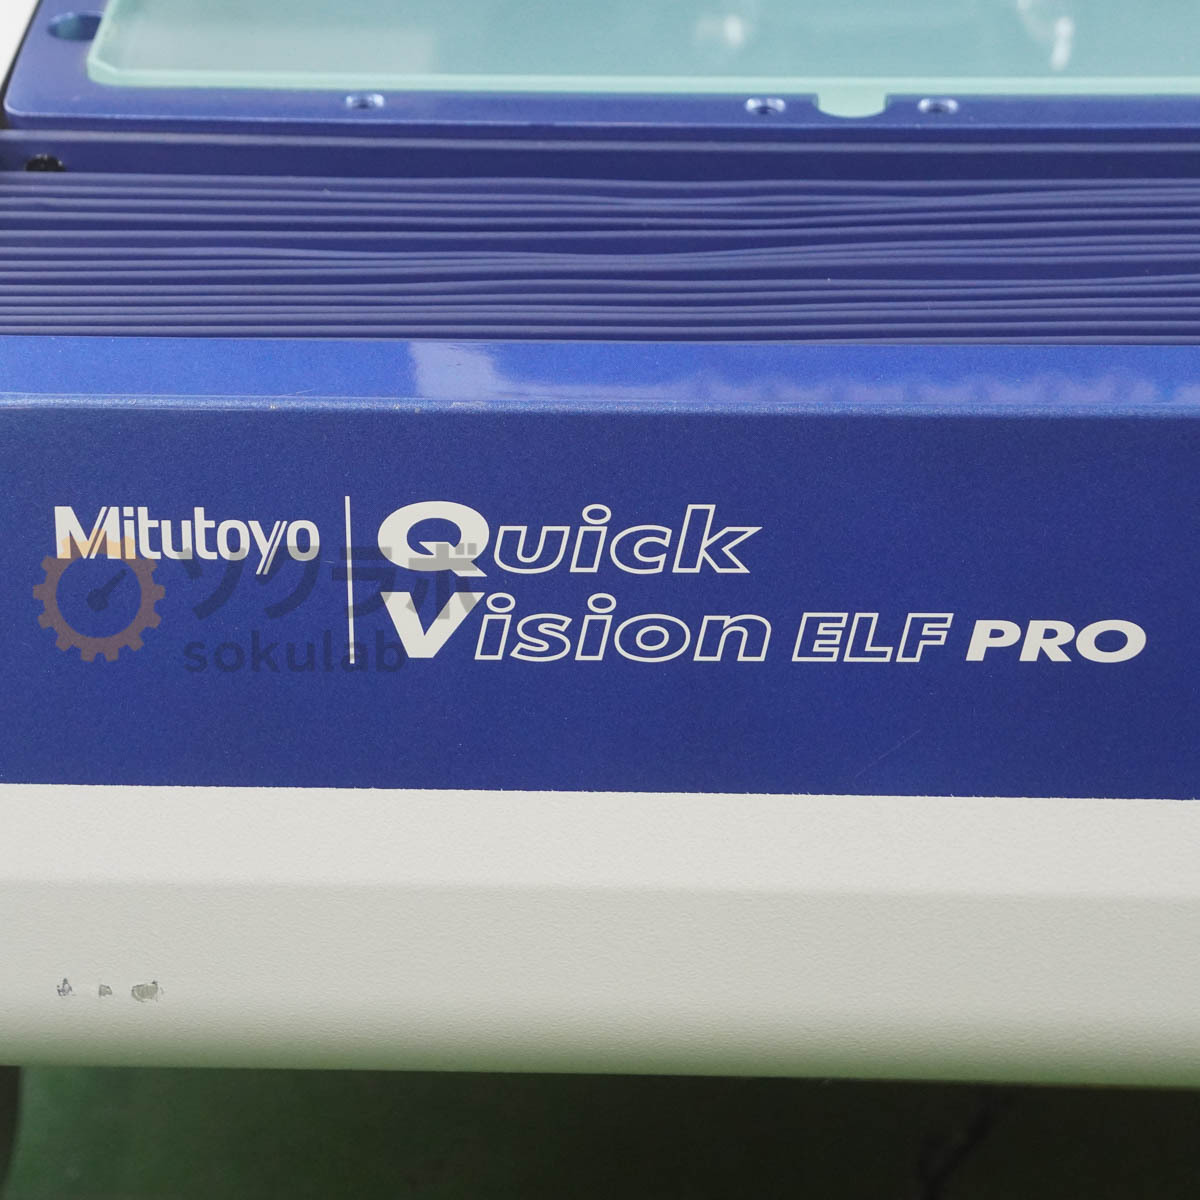 Mitutoyo
Quick
Vision ELF PRO
ソクラボ
sokulab